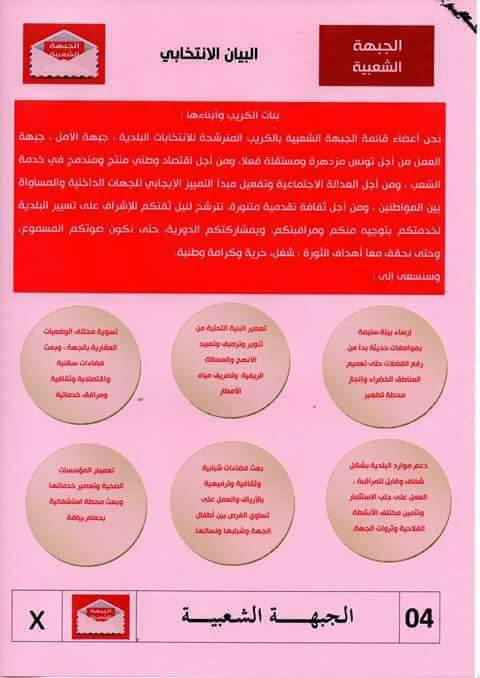 الجبهة
الشعبية
البيان الانتخابي
الجبهة
الشعبية
بنات الكريب وأبناءها :
نحن أعضاء قائمة الجبهة الشعبية بالكريب المترشحة للانتخابات البلدية ، جبهة الأمل ، جبهة
العمل من أجل تونس مزدهرة ومستقلة فعلا، ومن أجل اقتصاد وطني منتج ومندمج في خدمة
الشعب ، ومن أجل العدالة الاجتماعية وتفعيل مبدأ التمييز الإيجابي للجهات الداخلية والمساواة
بين المواطنين ، ومن أجل ثقافة تقدمية متنورة، نترشح لنيل ثقتكم للإشراف على تسيير البلدية
لخدمتكم بتوجيه منكم ومراقبتكم، وبمشاركتكم الدورية، حتى نكون صوتكم المسموع،
وحتى نحقق معا أهداف الثورة : شغل، حرية وكرامة وطنية.
وسنسعى إلى :
إرساء بيئة سليمة
بمواصفات حديثة بدأ من
رفع الفضلات حتى تعميم
المناطق الخضراء وإنجاز
محطة تطهير
تعصير البنية التحتية من
تنوير وترصيف وتعبيد
الأنهج والمسالك
الريفية وتصريف مياه
الأمطار
تسوية مختلف الوضعيات
العقارية بالجهة ، وبعث
فضاءات سكنية
واقتصادية وثقافية
ومرافق خدماتية
دعم موارد البلدية بشكل
شفاف وقابل للمراقبة ،
العمل على جلب الاستثمار
وتثمين مختلف الأنشطة
الفلاحية وثروات الجهة.
بعث فضاءات شبابية
وثقافية وترفيهية
بالأرياف والعمل على
تساوي الفرص بين أطفال
الجهة وشبابها ونسائها.
تعميم المؤسسات
الصحية وتعصير خدماتها
وبعث محطة استشفائية
بحمام بياضة
04
الجبهة الشعبية
الجبهة
الشعبية
X